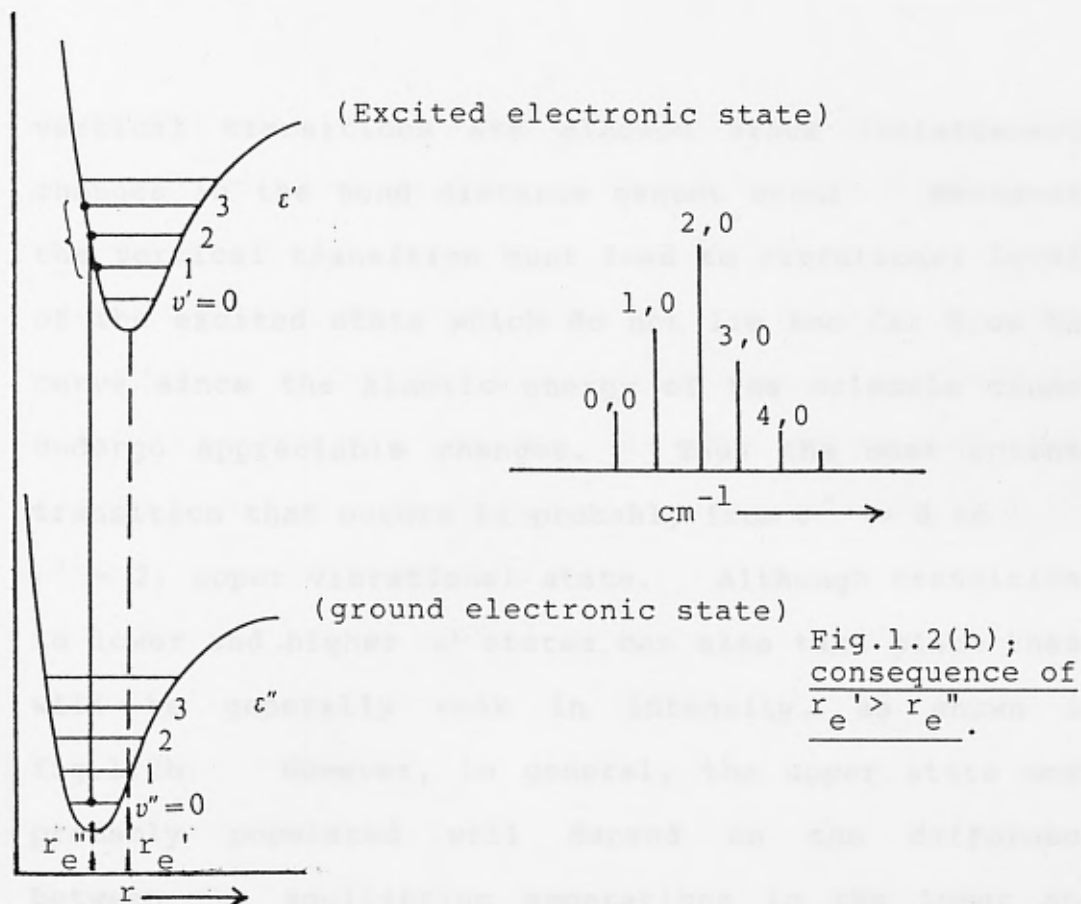 (Excited electronic state)
ε'
3
2
1
v'=0
2,0
1,0
3,0
0,0
4,0
cm⁻¹
(ground electronic state)
ε"
3
2
1
v"=0
r_e" r_e'
r
Fig.1.2(b);
consequence of
r_e'> r_e".